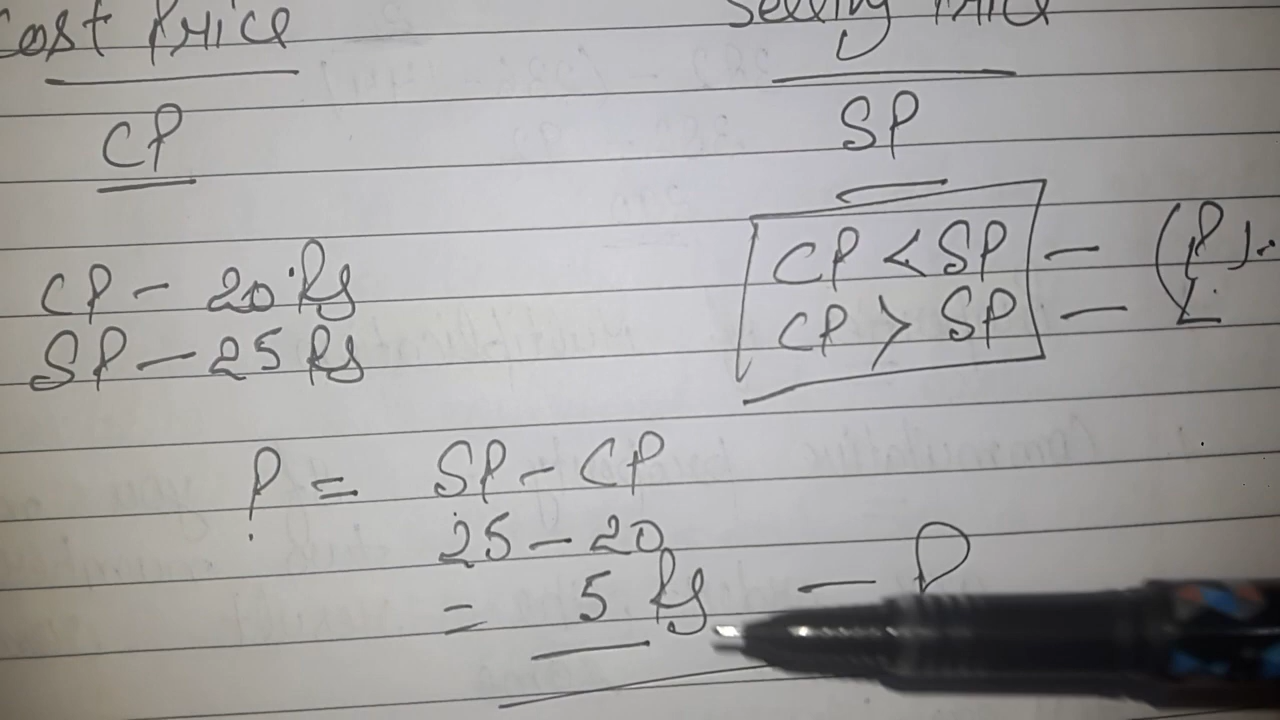 Cost Price Selling Price
CP SP
CP - 20 Rs
SP - 25 Rs
CP < SP - (P).
CP > SP - L
P = SP - CP
25 - 20
= 5 Rs - P